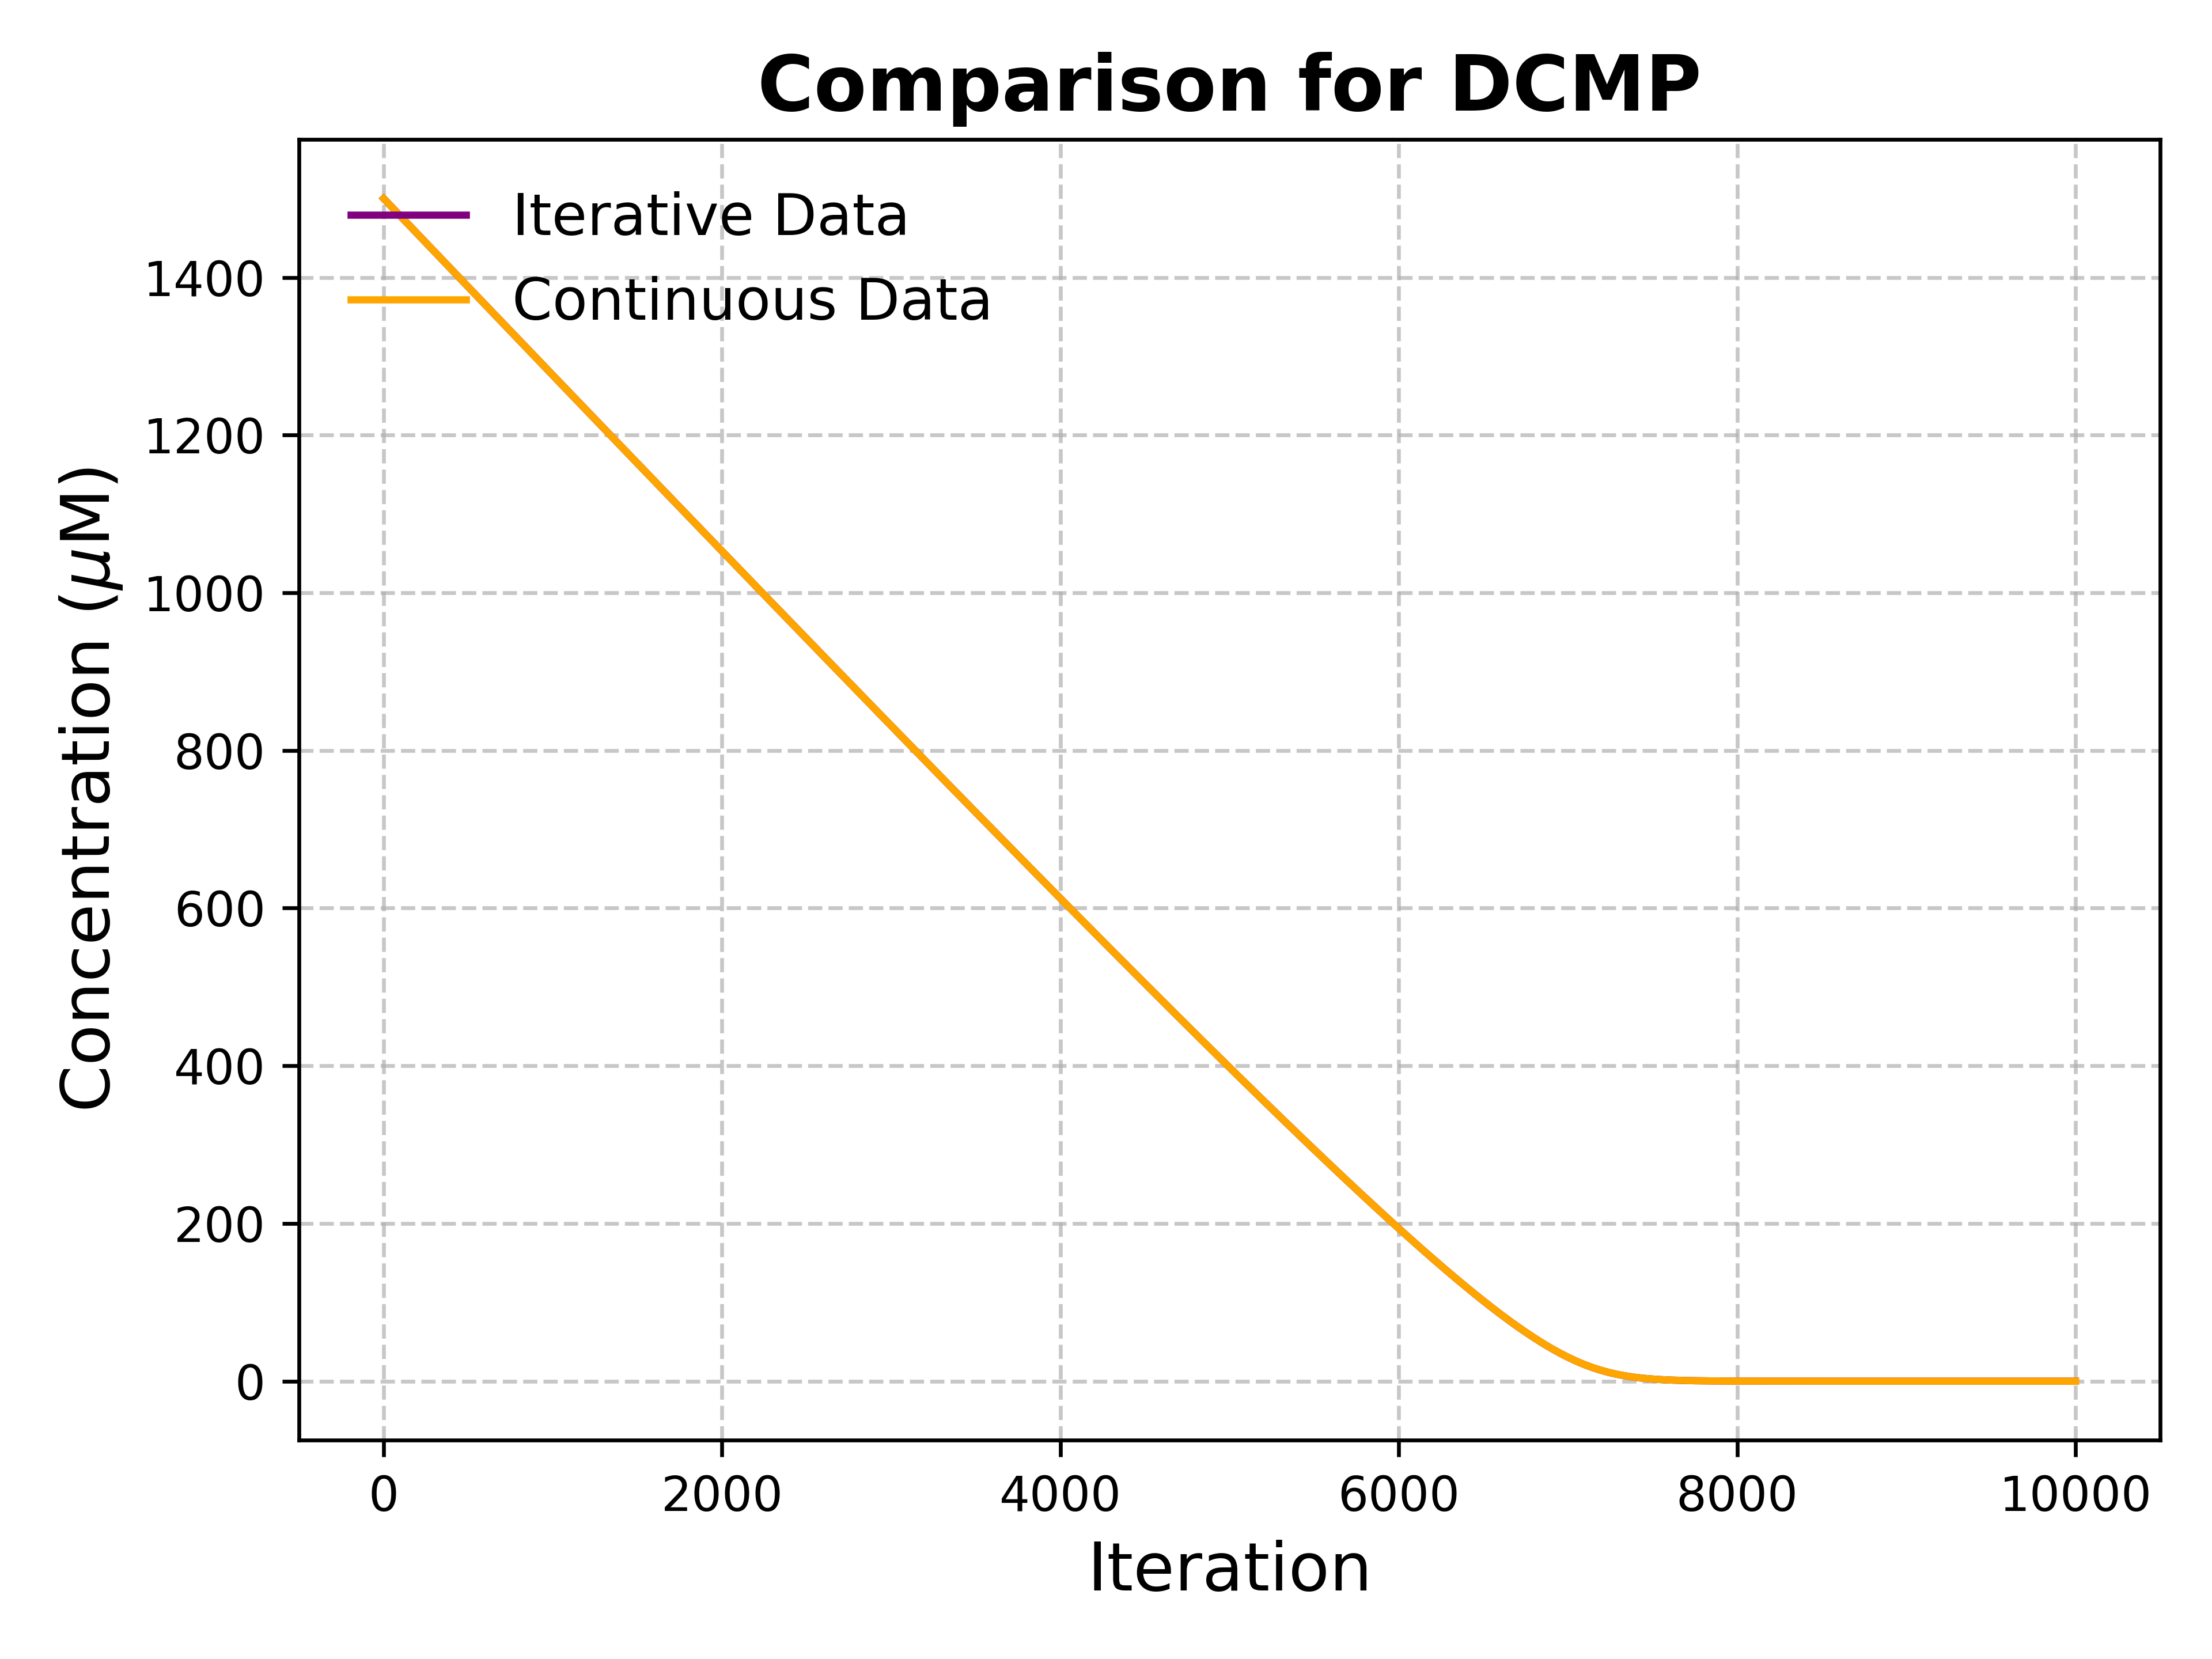 Comparison for DCMP
Iterative Data
Continuous Data
Concentration (μM)
1400
1200
1000
800
600
400
200
0
0 2000 4000 6000 8000 10000
Iteration